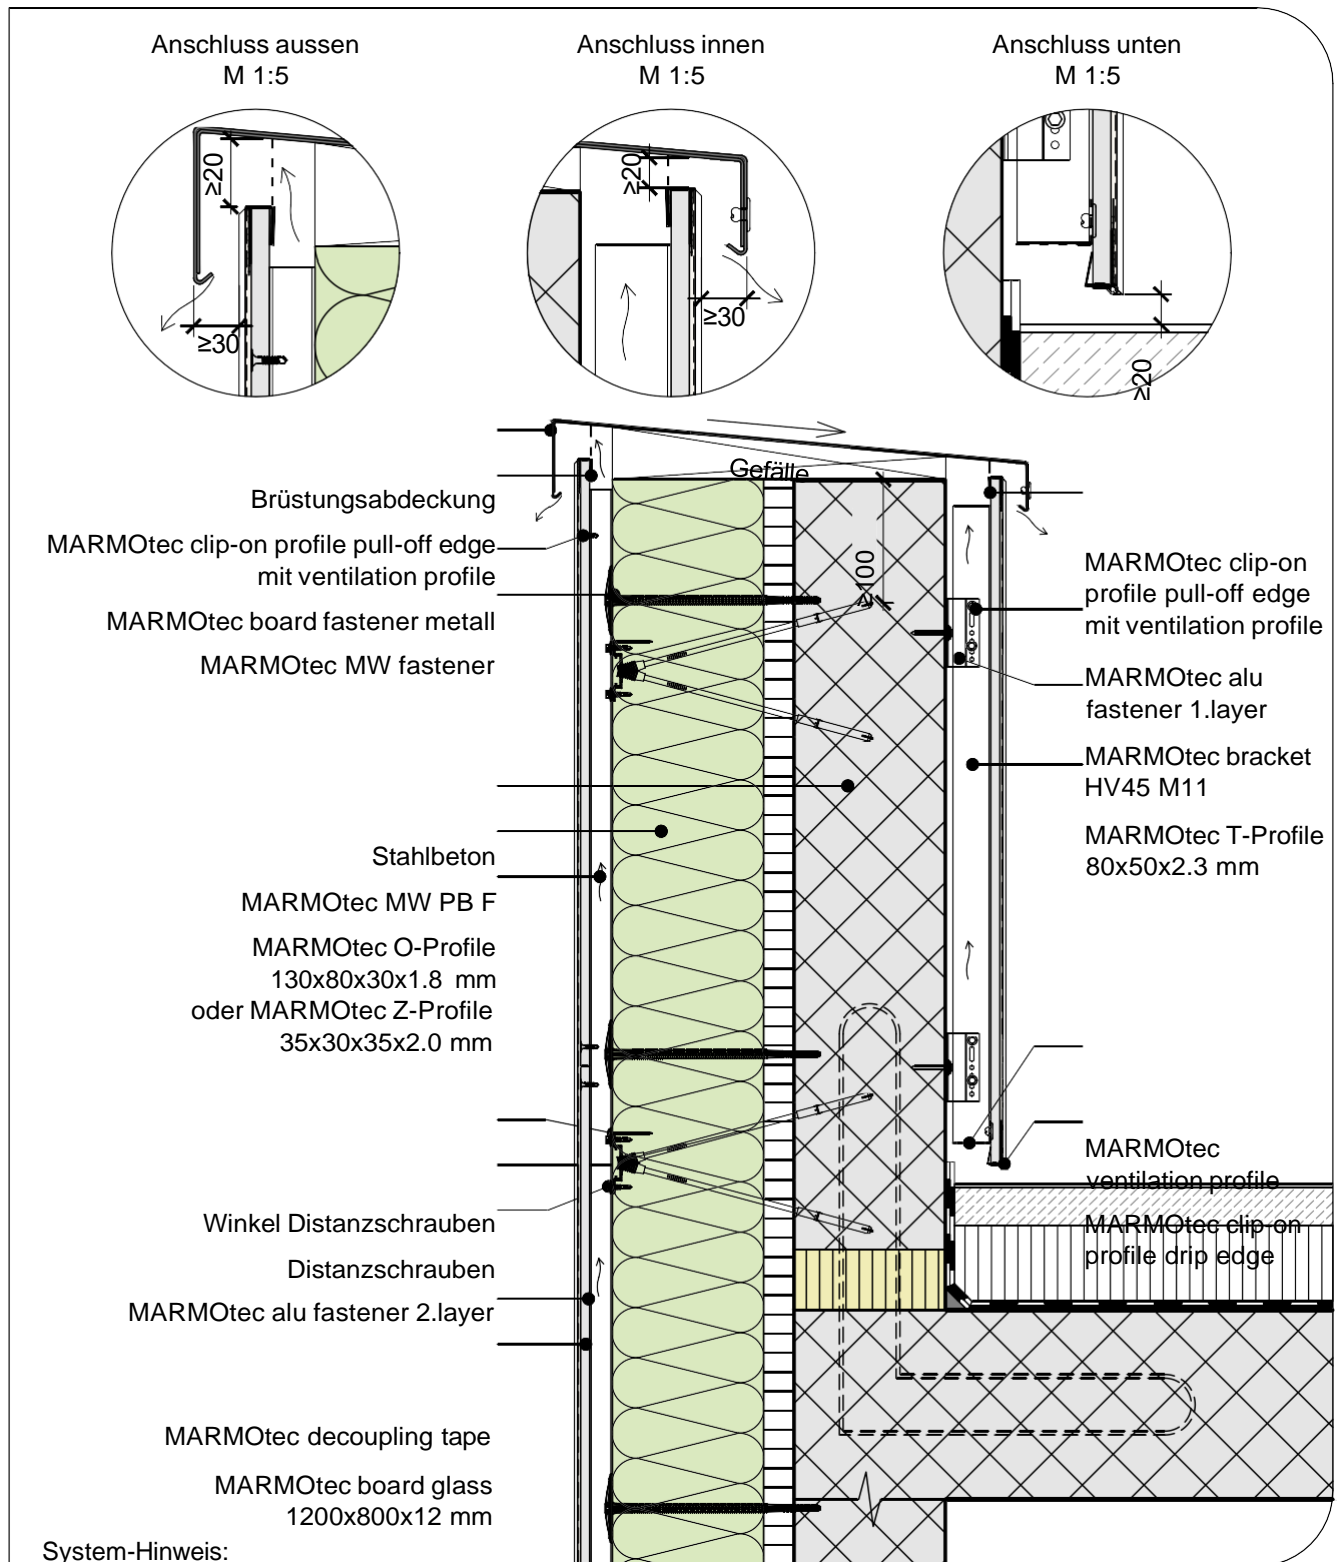 Anschluss aussen
M 1:5
Anschluss innen
M 1:5
Anschluss unten
M 1:5
≥20
≥30
≥20
≥30
≥20
Gefälle
≥100
Brüstungsabdeckung
MARMOtec clip-on profile pull-off edge
mit ventilation profile
MARMOtec board fastener metall
MARMOtec MW fastener
Stahlbeton
MARMOtec MW PB F
MARMOtec O-Profile
130x80x30x1.8 mm
oder MARMOtec Z-Profile
35x30x35x2.0 mm
Winkel Distanzschrauben
Distanzschrauben
MARMOtec alu fastener 2.layer
MARMOtec decoupling tape
MARMOtec board glass
1200x800x12 mm
MARMOtec clip-on
profile pull-off edge
mit ventilation profile
MARMOtec alu
fastener 1.layer
MARMOtec bracket
HV45 M11
MARMOtec T-Profile
80x50x2.3 mm
MARMOtec
ventilation profile
MARMOtec clip-on
profile drip edge
System-Hinweis: